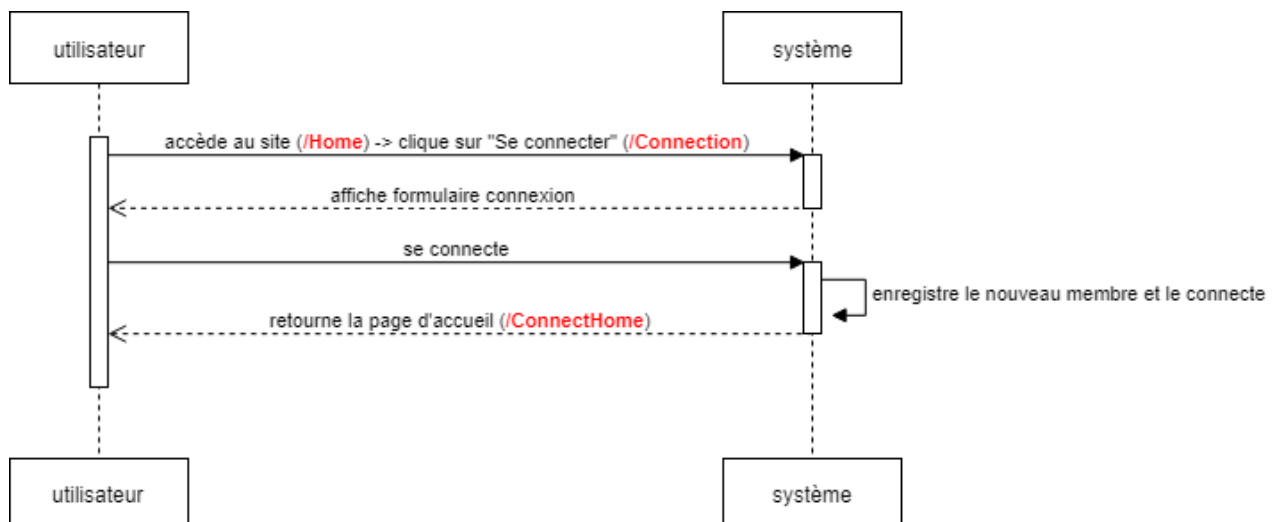 utilisateur
système
accède au site (/Home) -> clique sur "Se connecter" (/Connection)
affiche formulaire connexion
se connecte
enregistre le nouveau membre et le connecte
retourne la page d'accueil (/ConnectHome)
utilisateur
système